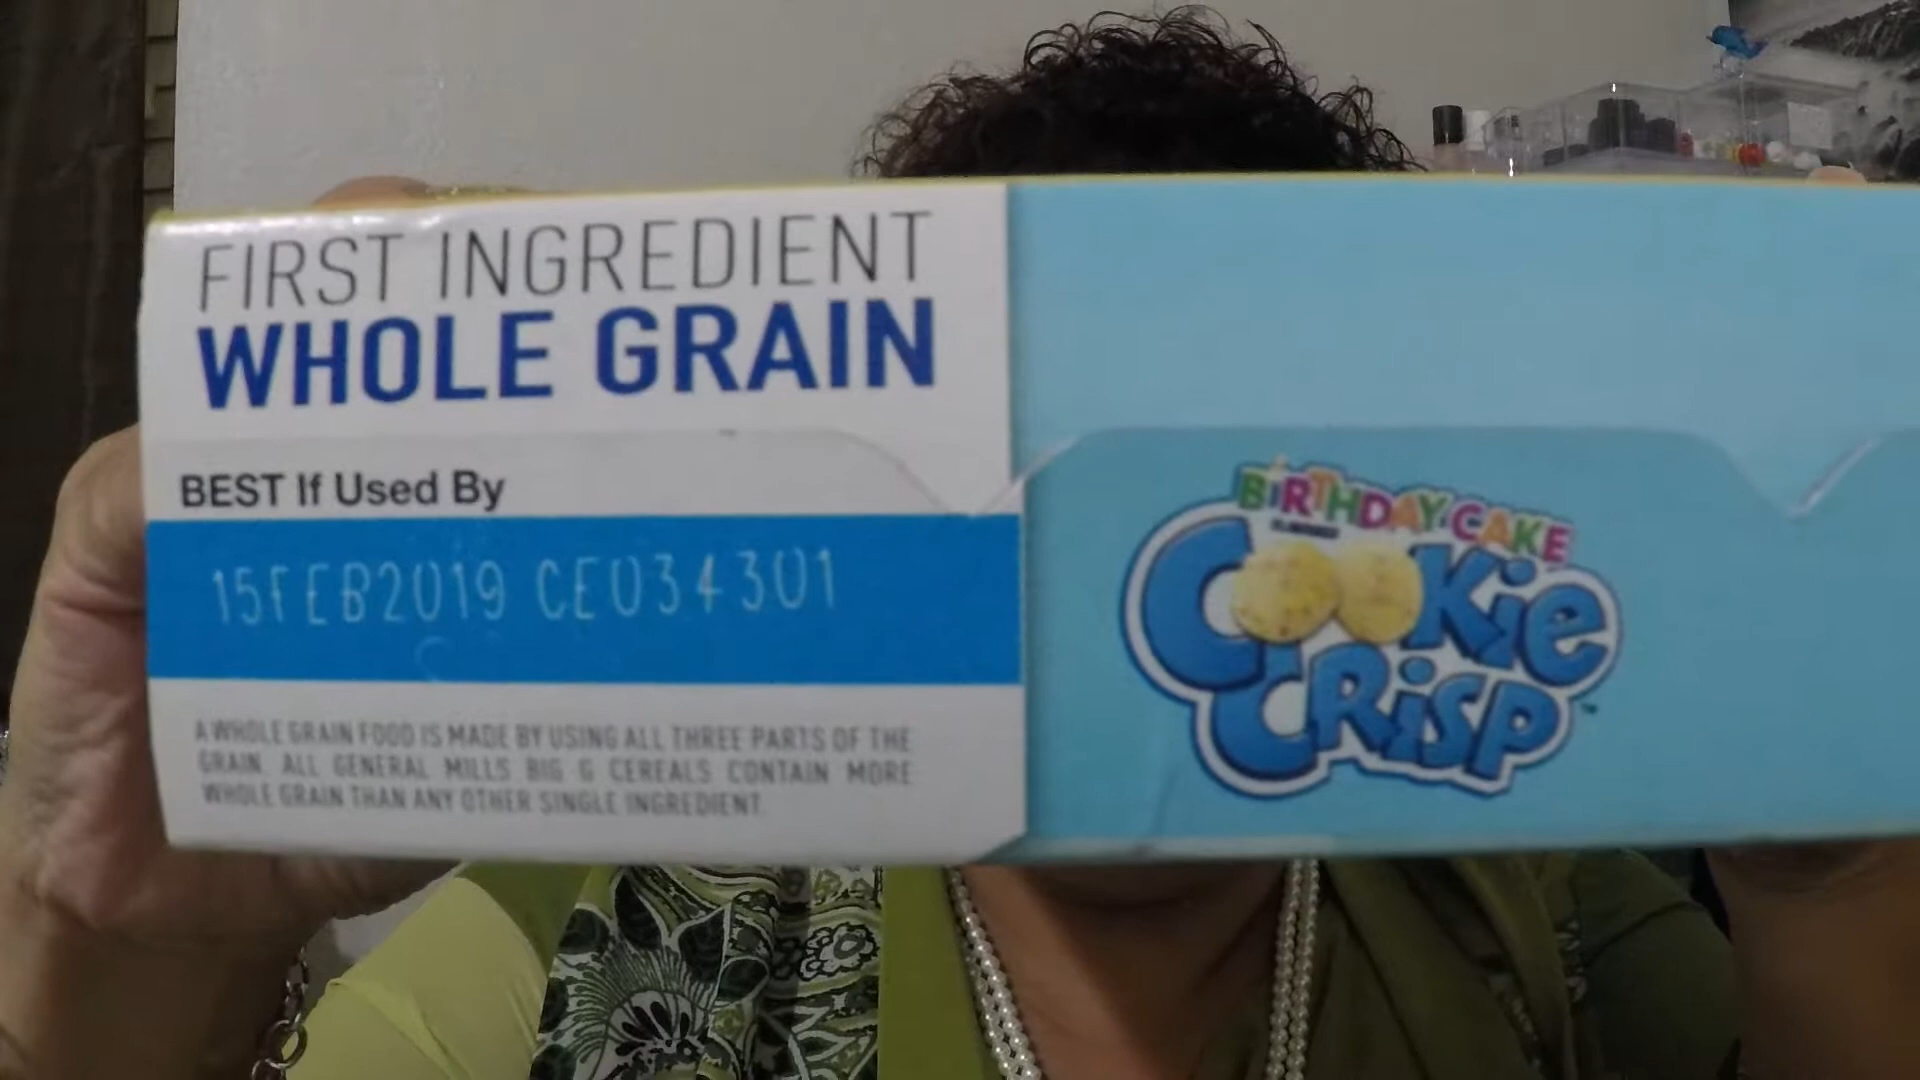 FIRST INGREDIENT
WHOLE GRAIN
BEST If Used By
15FEB2019 CE034301
A WHOLE GRAIN FOOD IS MADE BY USING ALL THREE PARTS OF THE
GRAIN. ALL GENERAL MILLS BIG G CEREALS CONTAIN MORE
WHOLE GRAIN THAN ANY OTHER SINGLE INGREDIENT.
BIRTHDAY CAKE
COOKie
CRiSP